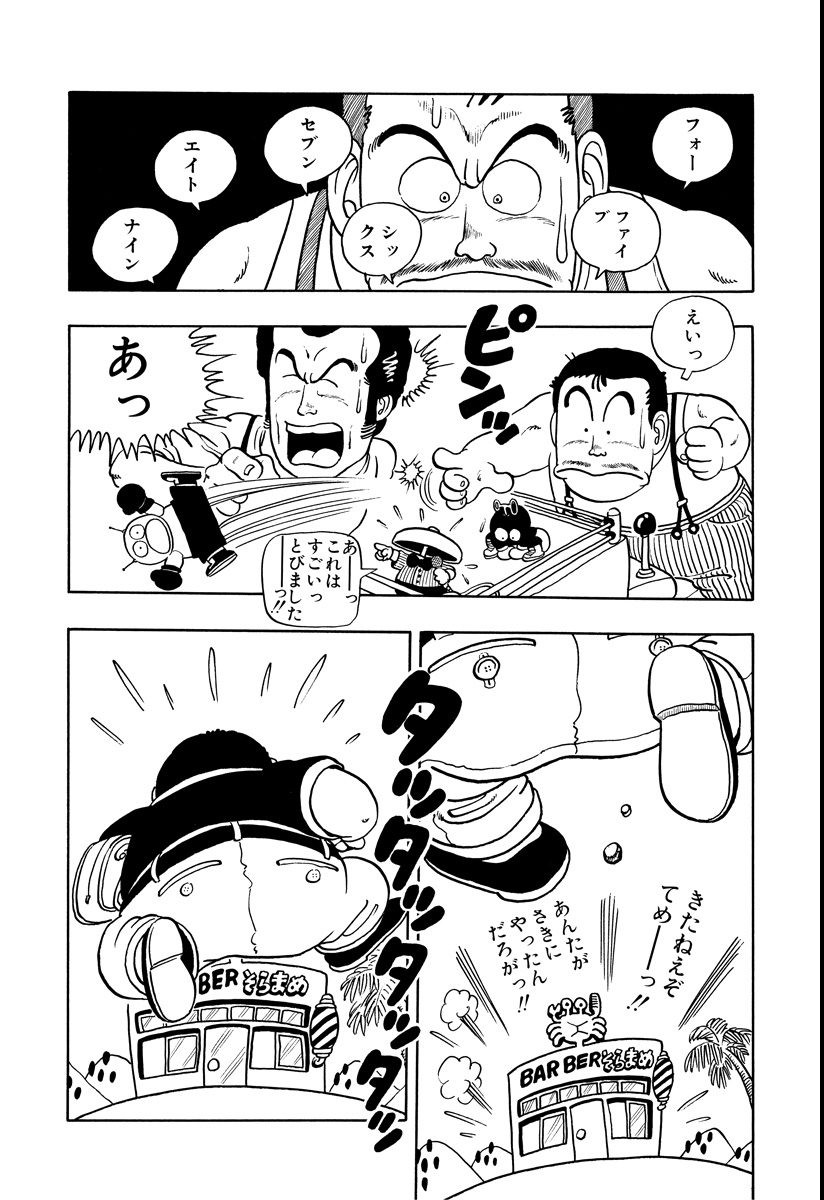 フォー
ファイ
ブ
シッ
クス
セブン
エイト
ナイン
えいっ
ピンッ
あっ
あーっ
これは
すごいっ
とびました
ーっ!!
きたねえぞ
てめーーっ!!
あんたが
さきに
やったん
だろがっ!!
BARBER そらまめ
タッタッタッタッタッ
BER そらまめ